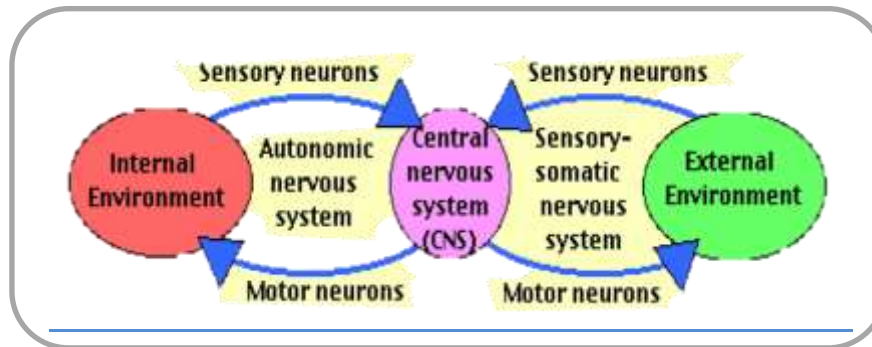 Sensory neurons
Sensory neurons
Internal
Environment
Autonomic
nervous
system
Central
nervous
system
(CNS)
Sensory-
somatic
nervous
system
External
Environment
Motor neurons
Motor neurons